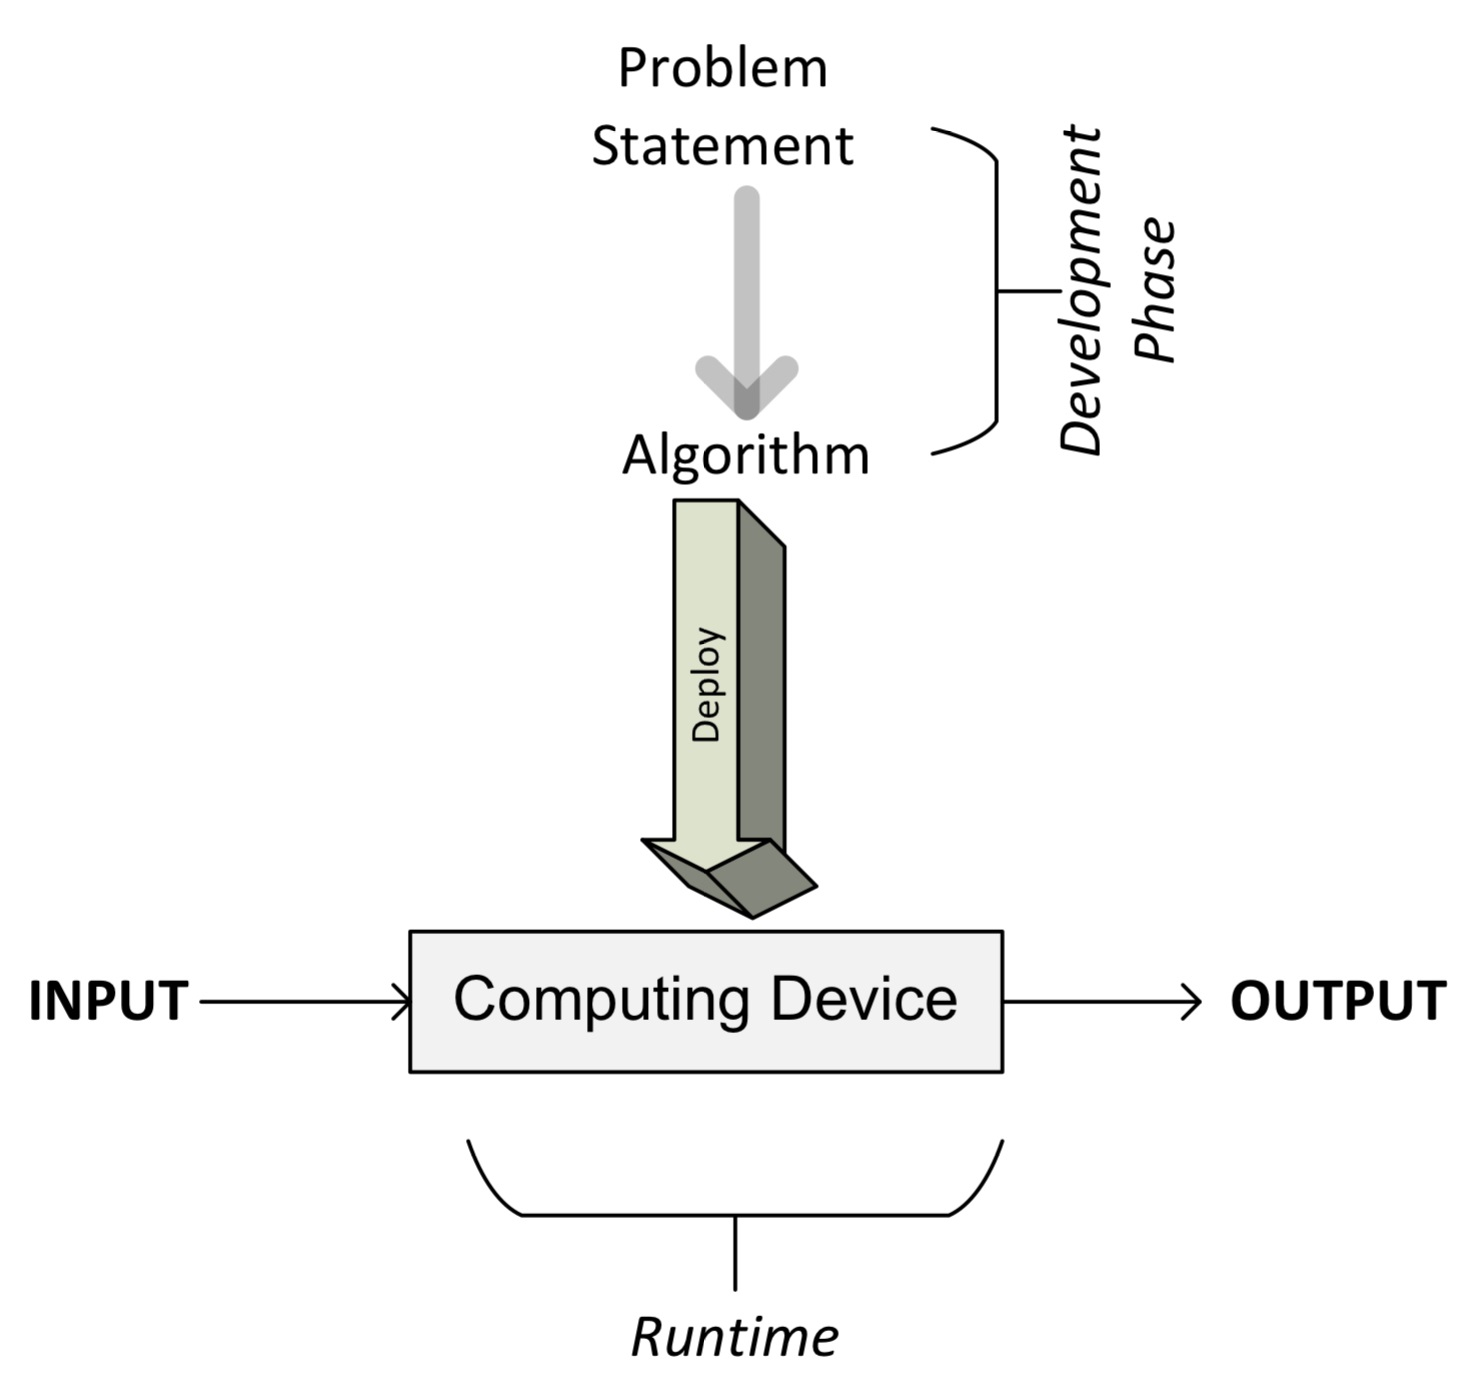 Problem
Statement
Development
Phase
Algorithm
Deploy
INPUT
Computing Device
OUTPUT
Runtime